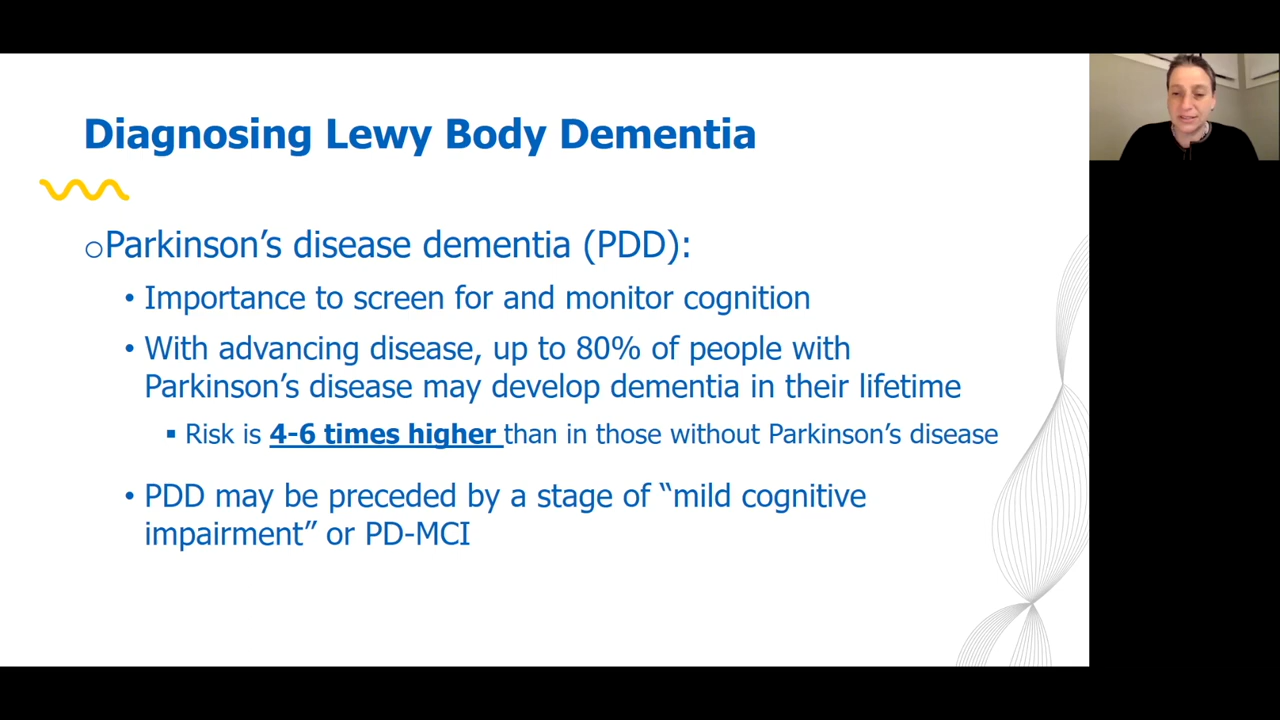 Diagnosing Lewy Body Dementia
oParkinson’s disease dementia (PDD):
• Importance to screen for and monitor cognition
• With advancing disease, up to 80% of people with
Parkinson’s disease may develop dementia in their lifetime
▪ Risk is 4-6 times higher than in those without Parkinson’s disease
• PDD may be preceded by a stage of “mild cognitive
impairment” or PD-MCI